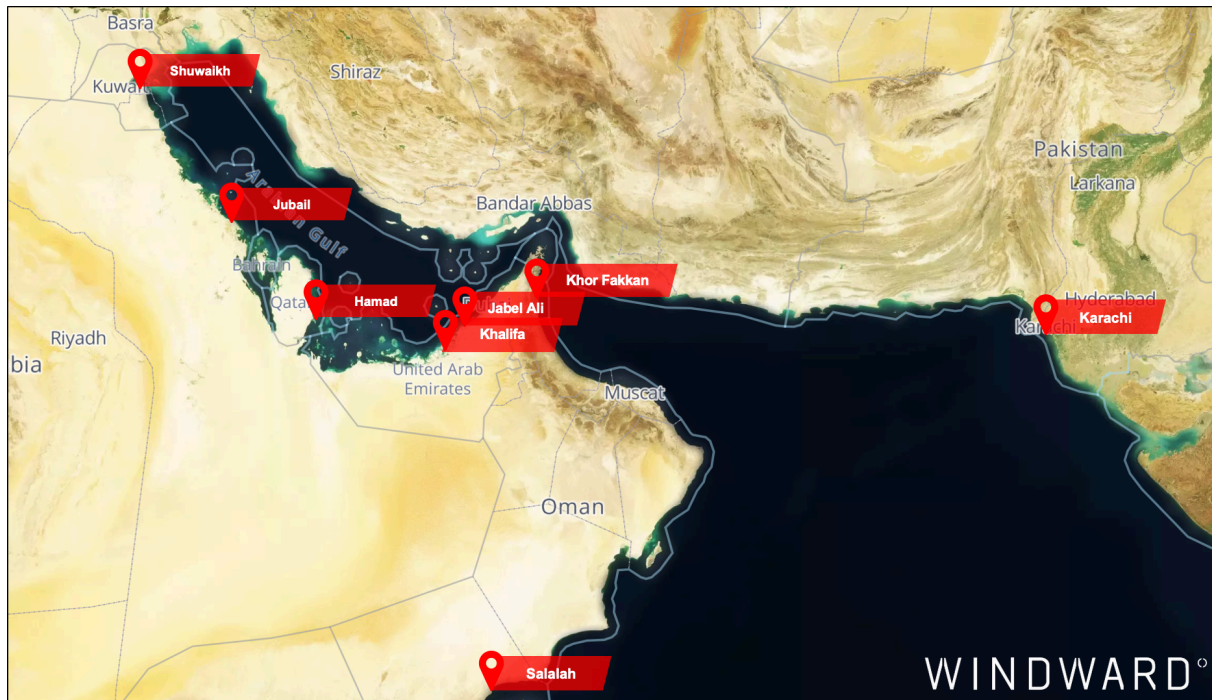 Basra
Shuwaikh
Kuwait
Shiraz
Pakistan
Larkana
Jubail
Arabian Gulf
Bandar Abbas
Bahrain
Khor Fakkan
Qata
Hamad
Jabel Ali
Hyderabad
Karachi
Karachi
Khalifa
Riyadh
bia
United Arab
Emirates
Muscat
Oman
Salalah
WINDWARD